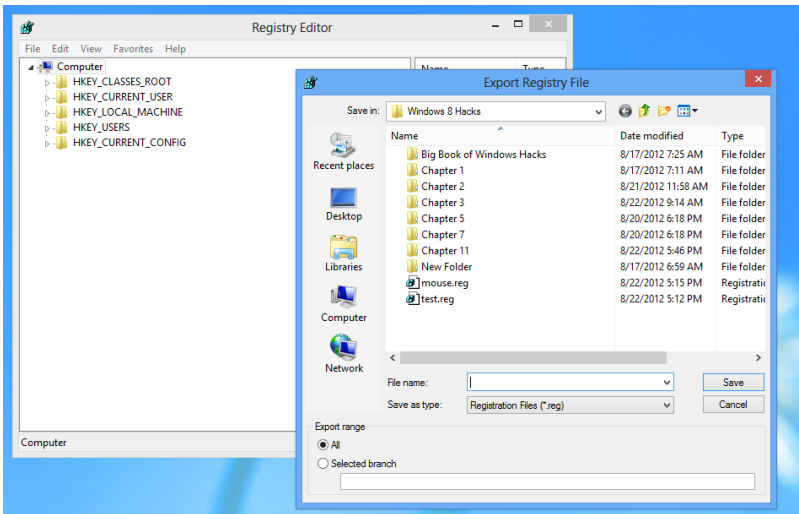 Registry Editor
File Edit View Favorites Help
Computer
HKEY_CLASSES_ROOT
HKEY_CURRENT_USER
HKEY_LOCAL_MACHINE
HKEY_USERS
HKEY_CURRENT_CONFIG
Name Type
Computer
Export Registry File
Save in: Windows 8 Hacks
Recent places
Desktop
Libraries
Computer
Network
Name Date modified Type
Big Book of Windows Hacks 8/17/2012 7:25 AM File folder
Chapter 1 8/17/2012 7:11 AM File folder
Chapter 2 8/21/2012 11:58 AM File folder
Chapter 3 8/22/2012 9:14 AM File folder
Chapter 5 8/20/2012 6:18 PM File folder
Chapter 7 8/20/2012 6:18 PM File folder
Chapter 11 8/22/2012 5:46 PM File folder
New Folder 8/17/2012 6:59 AM File folder
mouse.reg 8/22/2012 5:15 PM Registratic
test.reg 8/22/2012 5:12 PM Registratic
File name: Save
Save as type: Registration Files (*.reg) Cancel
Export range
All
Selected branch